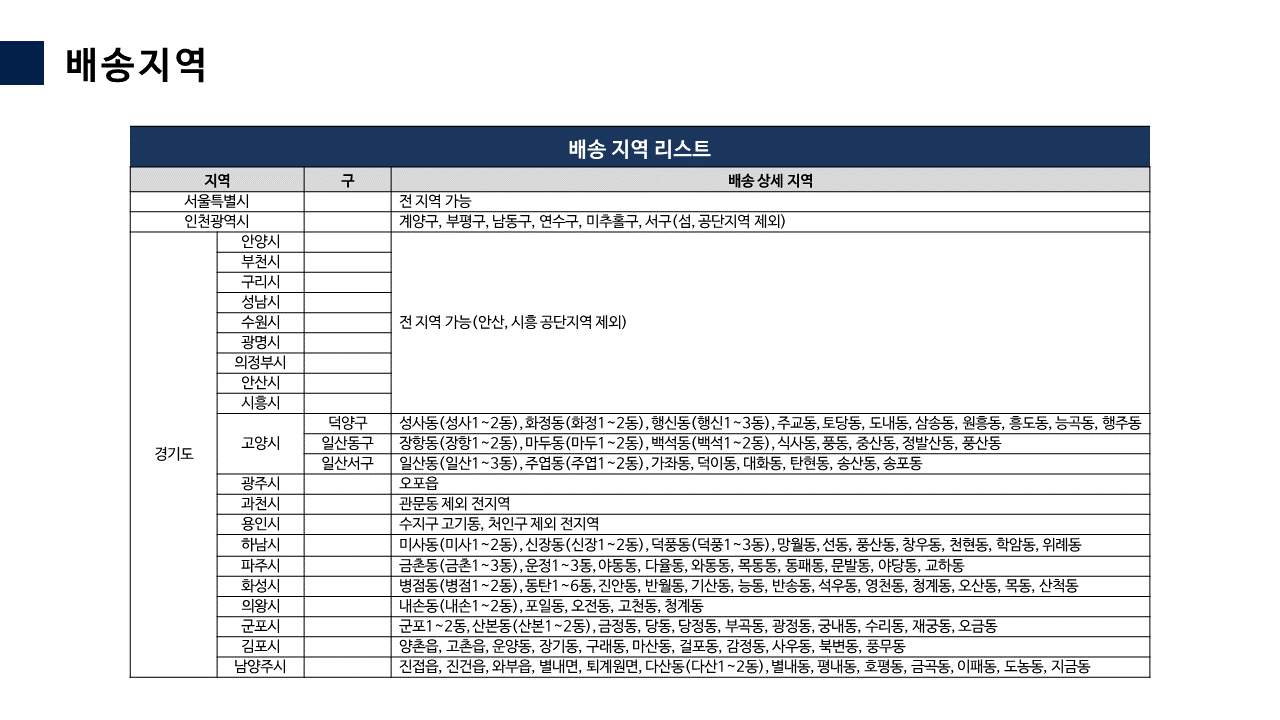 배송지역
배송 지역 리스트
지역 구 배송 상세 지역
서울특별시 전 지역 가능
인천광역시 계양구, 부평구, 남동구, 연수구, 미추홀구, 서구(섬, 공단지역 제외)
경기도
안양시
부천시
구리시
성남시
수원시 전 지역 가능(안산, 시흥 공단지역 제외)
광명시
의정부시
안산시
시흥시
고양시
덕양구 성사동(성사1~2동),화정동(화정1~2동),행신동(행신1~3동),주교동,토당동, 도내동, 삼송동, 원흥동, 흥도동, 능곡동, 행주동
일산동구 장항동(장항1~2동),마두동(마두1~2동),백석동(백석1~2동),식사동,풍동, 중산동, 정발산동, 풍산동
일산서구 일산동(일산1~3동),주엽동(주엽1~2동),가좌동, 덕이동, 대화동, 탄현동, 송산동, 송포동
광주시 오포읍
과천시 관문동 제외 전지역
용인시 수지구 고기동, 처인구 제외 전지역
하남시 미사동(미사1~2동),신장동(신장1~2동),덕풍동(덕풍1~3동),망월동,선동, 풍산동, 창우동, 천현동, 학암동, 위례동
파주시 금촌동(금촌1~3동),운정1~3동,야동동, 다율동, 와동동, 목동동, 동패동, 문발동, 야당동, 교하동
화성시 병점동(병점1~2동),동탄1~6동,진안동, 반월동, 기산동, 능동, 반송동, 석우동, 영천동, 청계동, 오산동, 목동, 산척동
의왕시 내손동(내손1~2동),포일동, 오전동, 고천동, 청계동
군포시 군포1~2동,산본동(산본1~2동),금정동, 당동, 당정동, 부곡동, 광정동, 궁내동, 수리동, 재궁동, 오금동
김포시 양촌읍, 고촌읍, 운양동, 장기동, 구래동, 마산동, 걸포동, 감정동, 사우동, 북변동, 풍무동
남양주시 진접읍, 진건읍, 와부읍, 별내면, 퇴계원면, 다산동(다산1~2동),별내동, 평내동, 호평동, 금곡동, 이패동, 도농동, 지금동